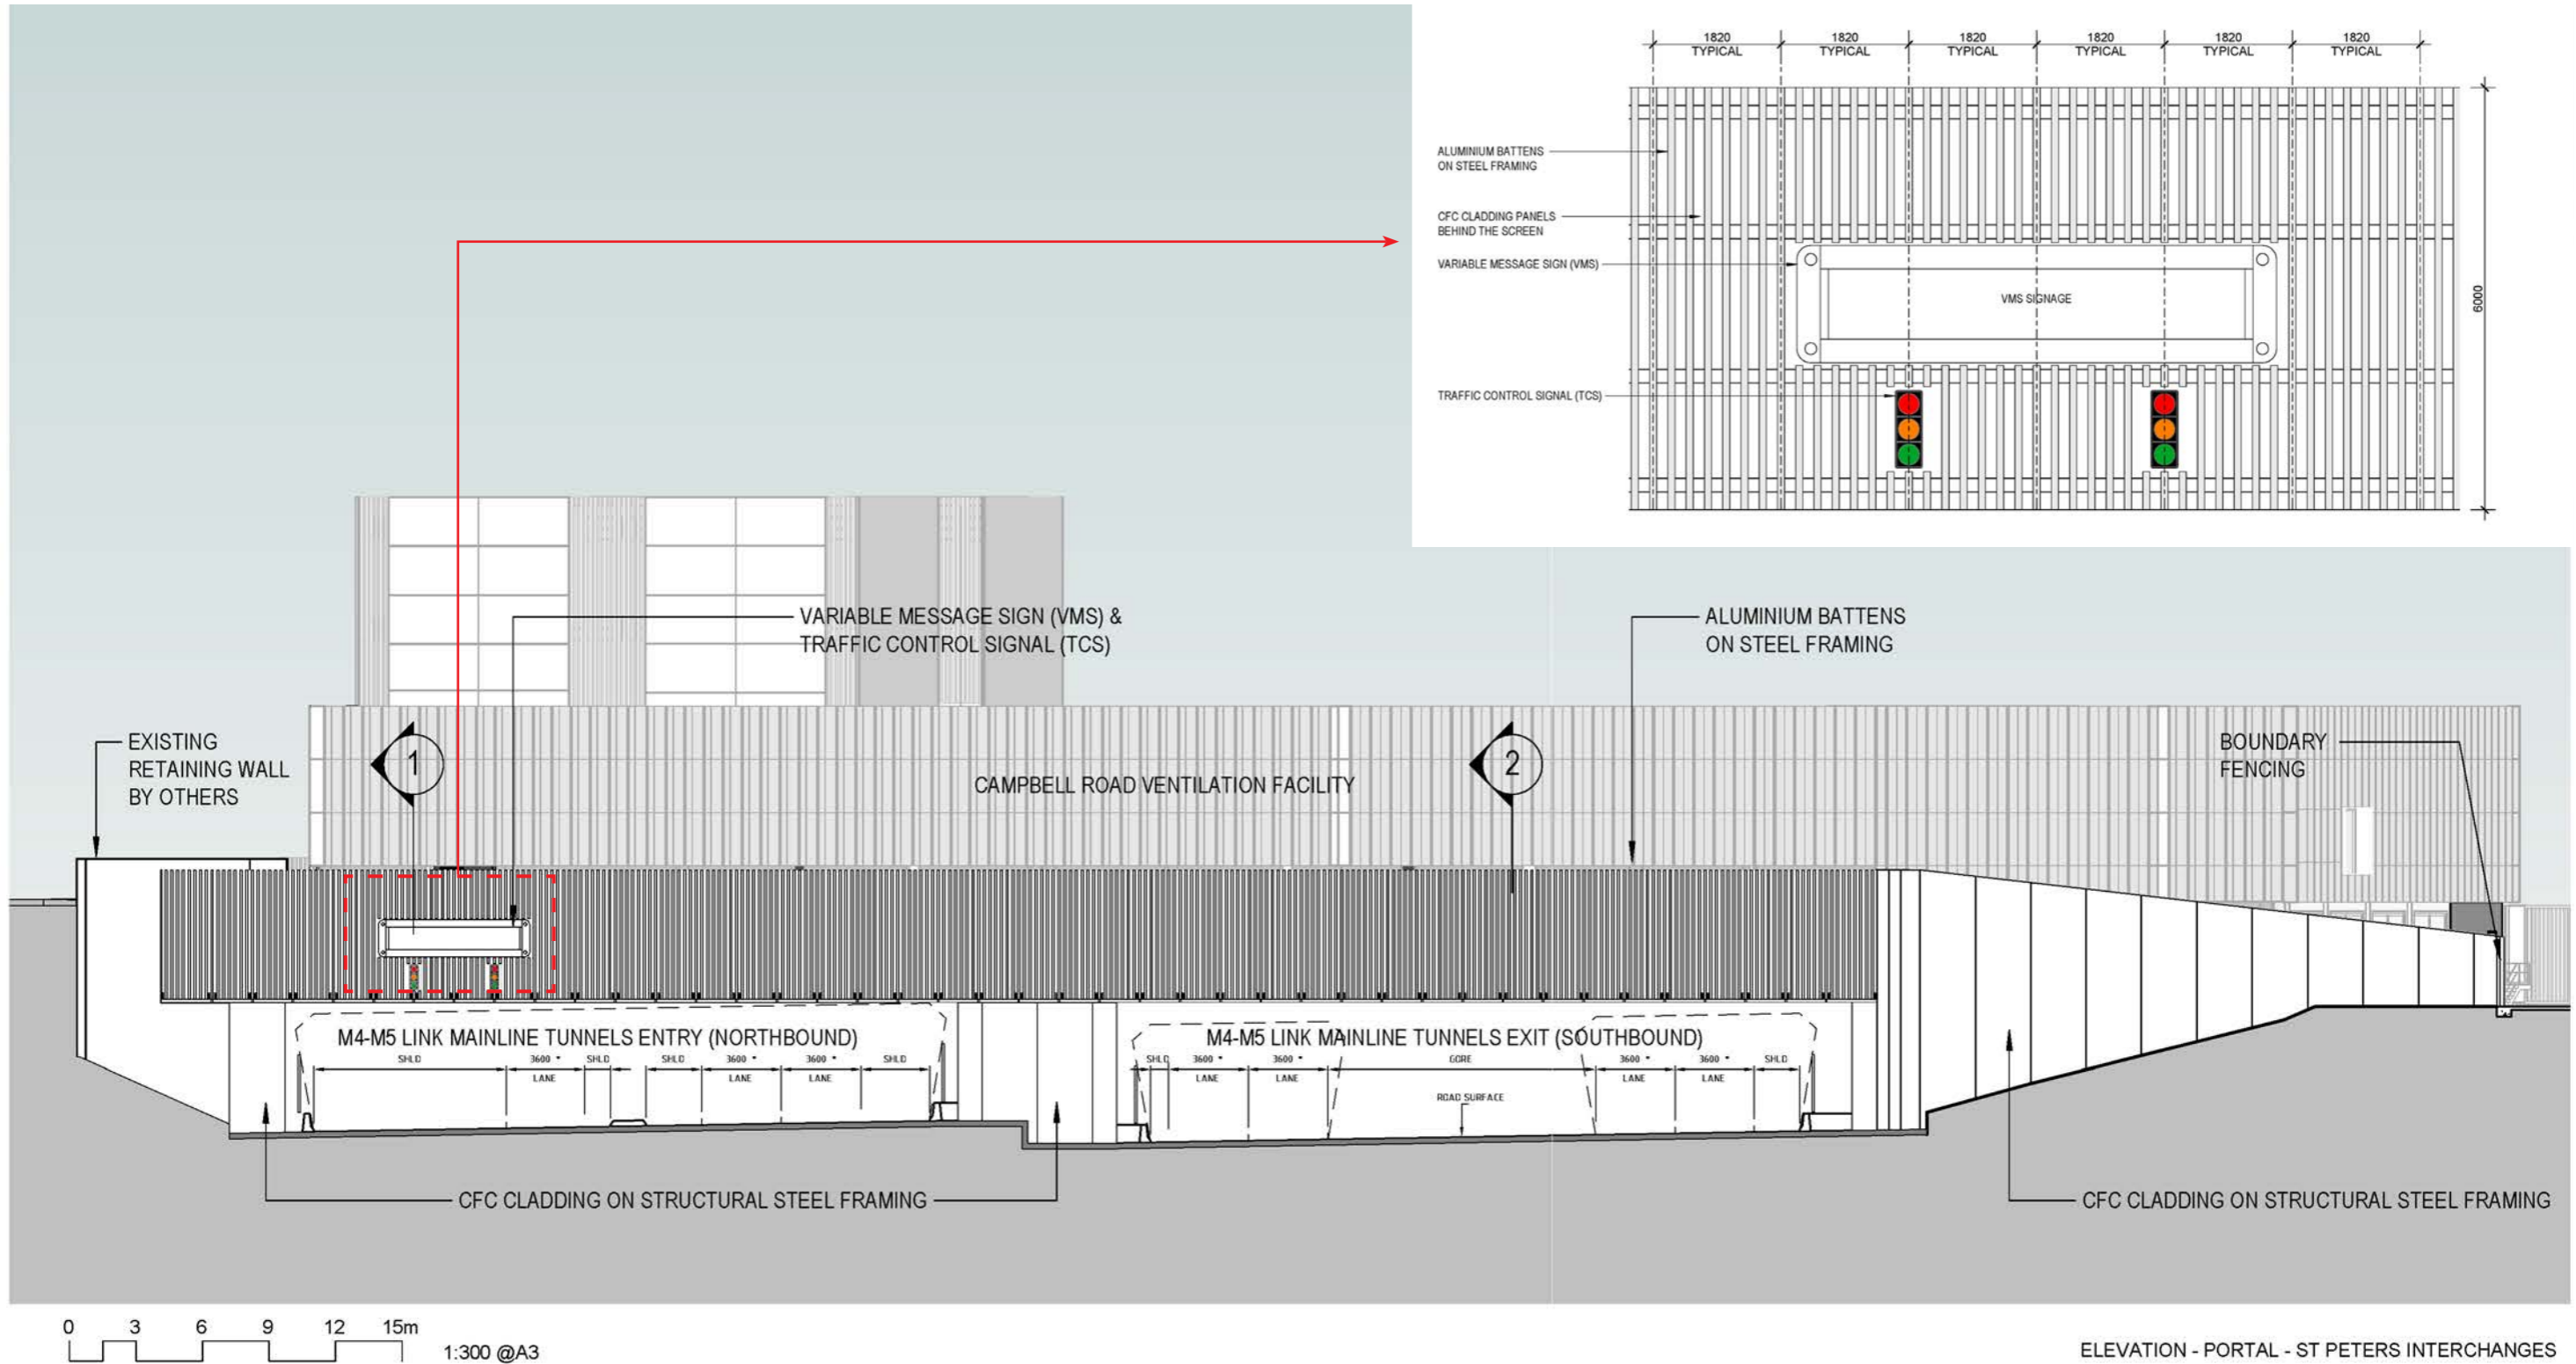 1820 1820 1820 1820 1820 1820
TYPICAL TYPICAL TYPICAL TYPICAL TYPICAL TYPICAL
ALUMINIUM BATTENS
ON STEEL FRAMING
CFC CLADDING PANELS
BEHIND THE SCREEN
VARIABLE MESSAGE SIGN (VMS)
VMS SIGNAGE
6000
TRAFFIC CONTROL SIGNAL (TCS)
VARIABLE MESSAGE SIGN (VMS) &
TRAFFIC CONTROL SIGNAL (TCS)
ALUMINIUM BATTENS
ON STEEL FRAMING
EXISTING
RETAINING WALL
BY OTHERS
1
CAMPBELL ROAD VENTILATION FACILITY
2
BOUNDARY
FENCING
M4-M5 LINK MAINLINE TUNNELS ENTRY (NORTHBOUND)
SHLD 3600 * SHLD SHLD 3600 * 3600 * SHLD
LANE LANE LANE
M4-M5 LINK MAINLINE TUNNELS EXIT (SOUTHBOUND)
SHLD 3600 * 3600 * GORE 3600 * 3600 * SHLD
LANE LANE LANE LANE
ROAD SURFACE
CFC CLADDING ON STRUCTURAL STEEL FRAMING
CFC CLADDING ON STRUCTURAL STEEL FRAMING
0 3 6 9 12 15m
1:300 @A3
ELEVATION - PORTAL - ST PETERS INTERCHANGES